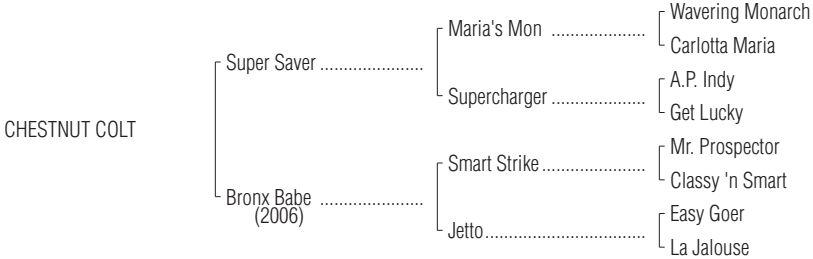 Wavering Monarch
Maria's Mon ....................
Carlotta Maria
Super Saver ......................
A.P. Indy
Supercharger ....................
Get Lucky
CHESTNUT COLT
Mr. Prospector
Smart Strike......................
Classy 'n Smart
Bronx Babe ......................
(2006)
Easy Goer
Jetto..................................
La Jalouse